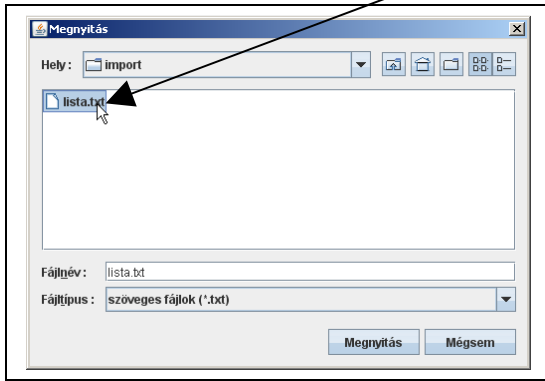 Megnyitás
Hely: import
lista.txt
Fájlnév: lista.txt
Fájltípus: szöveges fájlok (*.txt)
Megnyitás Mégsem